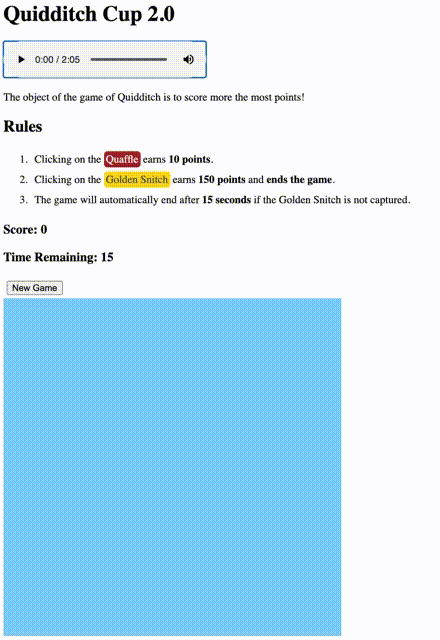 Quidditch Cup 2.0
0:00 / 2:05
The object of the game of Quidditch is to score more the most points!
Rules
1. Clicking on the Quaffle earns 10 points.
2. Clicking on the Golden Snitch earns 150 points and ends the game.
3. The game will automatically end after 15 seconds if the Golden Snitch is not captured.
Score: 0
Time Remaining: 15
New Game